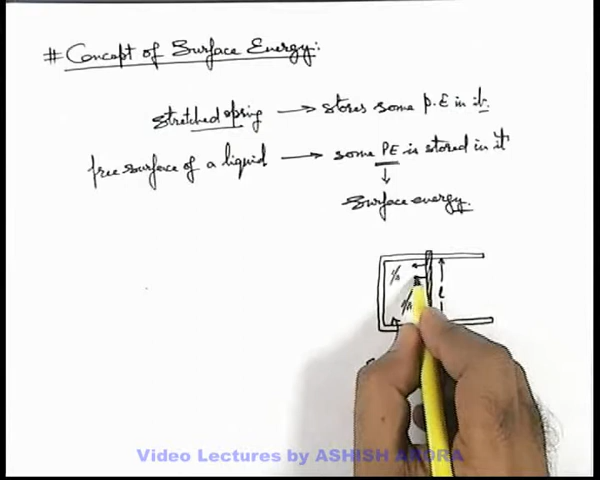 # Concept of Surface Energy:
stretched spring → stores some P.E in it.
free surface of a liquid → some PE is stored in it
↓
Surface energy.
l
Video Lectures by ASHISH ARORA